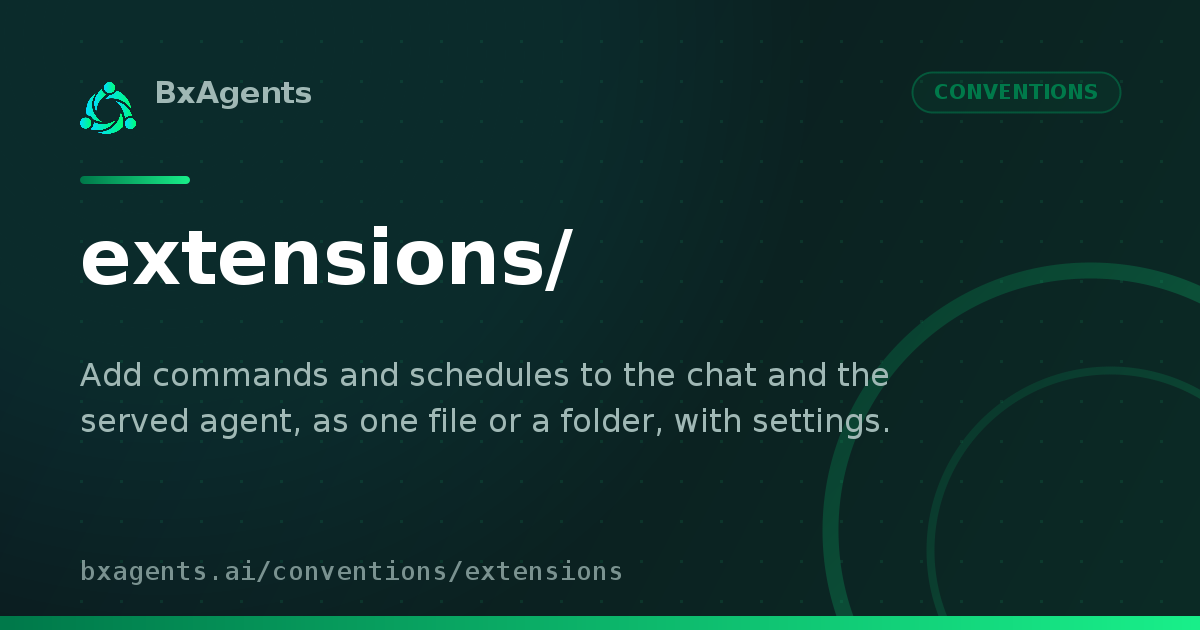 BxAgents
CONVENTIONS
extensions/
Add commands and schedules to the chat and the
served agent, as one file or a folder, with settings.
bxagents.ai/conventions/extensions